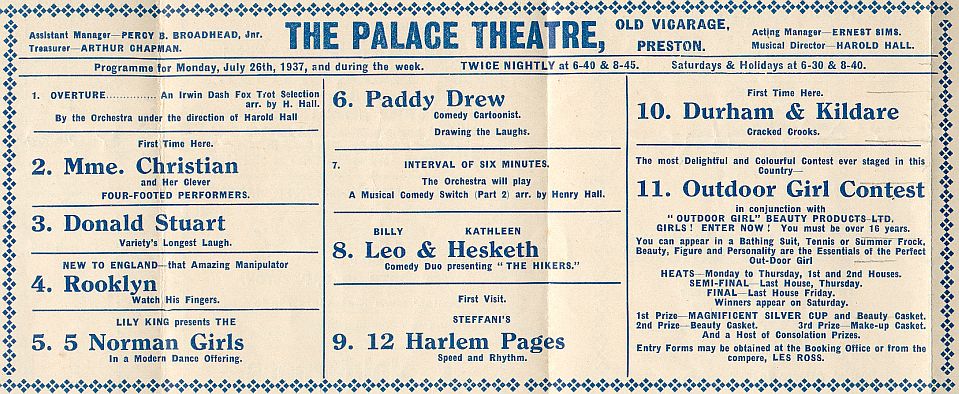 Assistant Manager—PERCY B. BROADHEAD, Jnr.
Treasurer—ARTHUR CHAPMAN.
THE PALACE THEATRE,
OLD VICARAGE,
PRESTON.
Acting Manager—ERNEST SIMS.
Musical Director—HAROLD HALL.
Programme for Monday, July 26th, 1937, and during the week. TWICE NIGHTLY at 6-40 & 8-45. Saturdays & Holidays at 6-30 & 8-40.
1. OVERTURE.............. An Irwin Dash Fox Trot Selection
arr. by H. Hall.
By the Orchestra under the direction of Harold Hall
First Time Here.
2. Mme. Christian
and Her Clever
FOUR-FOOTED PERFORMERS.
3. Donald Stuart
Variety's Longest Laugh.
NEW TO ENGLAND—that Amazing Manipulator
4. Rooklyn
Watch His Fingers.
LILY KING presents THE
5. 5 Norman Girls
In a Modern Dance Offering.
6. Paddy Drew
Comedy Cartoonist.
Drawing the Laughs.
7. INTERVAL OF SIX MINUTES.
The Orchestra will play
A Musical Comedy Switch (Part 2) arr. by Henry Hall.
BILLY KATHLEEN
8. Leo & Hesketh
Comedy Duo presenting "THE HIKERS."
First Visit.
STEFFANI'S
9. 12 Harlem Pages
Speed and Rhythm.
First Time Here.
10. Durham & Kildare
Cracked Crooks.
The most Delightful and Colourful Contest ever staged in this
Country—
11. Outdoor Girl Contest
in conjunction with
"OUTDOOR GIRL" BEAUTY PRODUCTS LTD.
GIRLS! ENTER NOW! You must be over 16 years.
You can appear in a Bathing Suit, Tennis or Summer Frock,
Beauty, Figure and Personality are the Essentials of the Perfect
Out-Door Girl
HEATS—Monday to Thursday, 1st and 2nd Houses.
SEMI-FINAL—Last House, Thursday.
FINAL—Last House Friday.
Winners appear on Saturday.
1st Prize—MAGNIFICENT SILVER CUP and Beauty Casket.
2nd Prize—Beauty Casket. 3rd Prize—Make-up Casket.
And a Host of Consolation Prizes.
Entry Forms may be obtained at the Booking Office or from the
compere, LES ROSS.